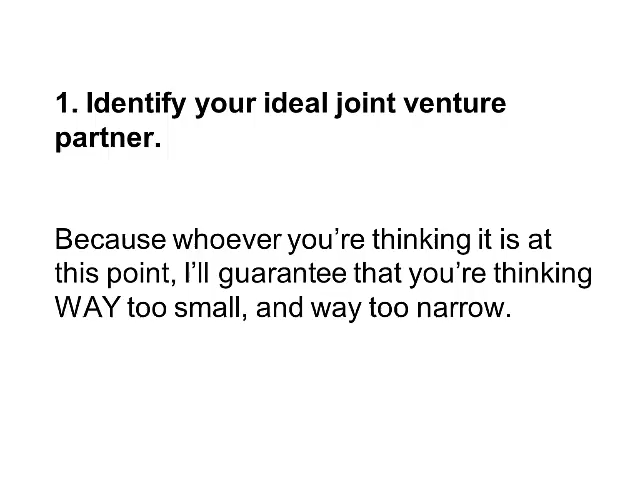 1. Identify your ideal joint venture
partner.
Because whoever you’re thinking it is at
this point, I’ll guarantee that you’re thinking
WAY too small, and way too narrow.